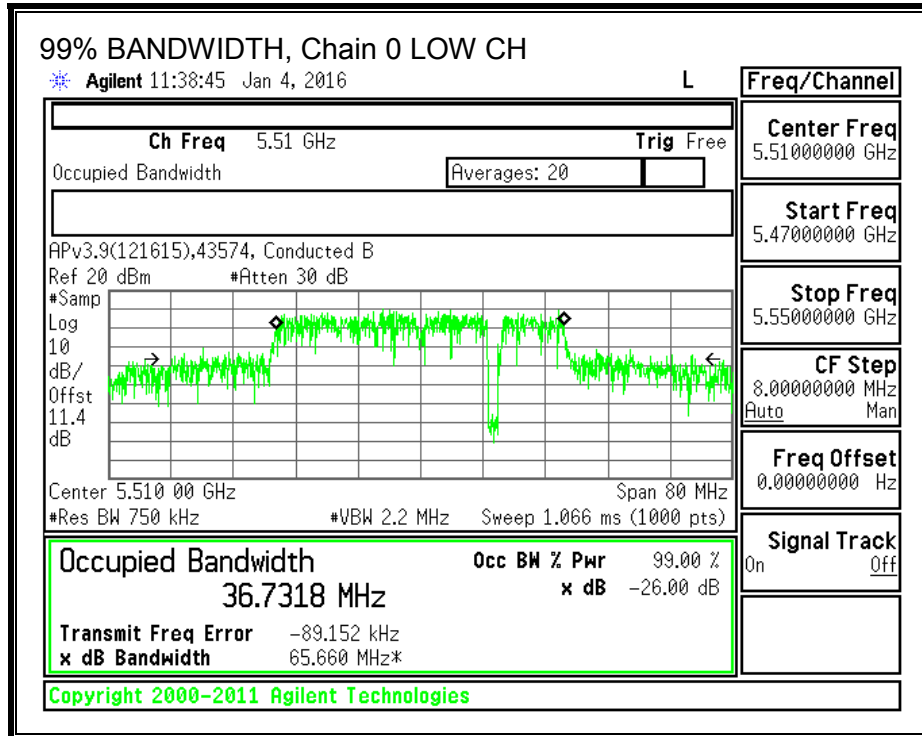 99% BANDWIDTH, Chain 0 LOW CH
Agilent 11:38:45 Jan 4, 2016 L
Freq/Channel
Ch Freq 5.51 GHz Trig Free
Occupied Bandwidth Averages: 20
Center Freq
5.51000000 GHz
Start Freq
5.47000000 GHz
APv3.9(121615),43574, Conducted B
Ref 20 dBm #Atten 30 dB
#Samp
Log
10
dB/
Offst
11.4
dB
Stop Freq
5.55000000 GHz
CF Step
8.00000000 MHz
Auto Man
Freq Offset
0.00000000 Hz
Center 5.510 00 GHz Span 80 MHz
#Res BW 750 kHz #VBW 2.2 MHz Sweep 1.066 ms (1000 pts)
Signal Track
On Off
Occupied Bandwidth Occ BW % Pwr 99.00 %
36.7318 MHz x dB -26.00 dB
Transmit Freq Error -89.152 kHz
x dB Bandwidth 65.660 MHz*
Copyright 2000-2011 Agilent Technologies